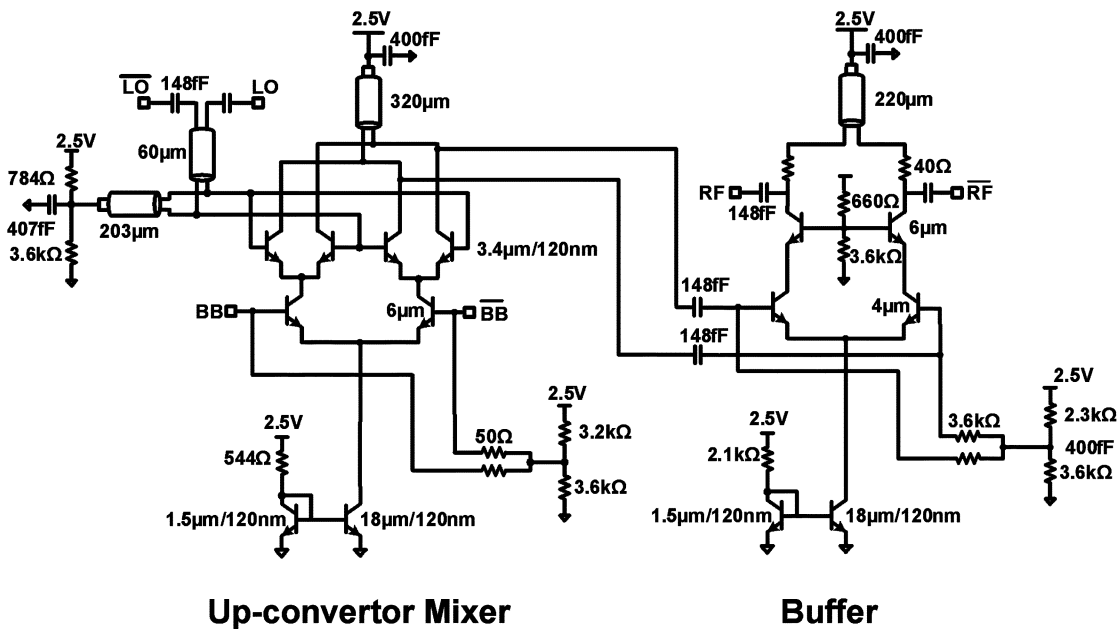 2.5V
400fF
320µm
LO
148fF
LO
60µm
2.5V
784Ω
407fF
3.6kΩ
203µm
3.4µm/120nm
BB
6µm
BB
2.5V
544Ω
1.5µm/120nm
18µm/120nm
50Ω
2.5V
3.2kΩ
3.6kΩ
2.5V
400fF
220µm
40Ω
RF
148fF
660Ω
RF
6µm
3.6kΩ
148fF
4µm
148fF
2.5V
2.1kΩ
1.5µm/120nm
18µm/120nm
3.6kΩ
2.5V
2.3kΩ
400fF
3.6kΩ
Up-convertor Mixer
Buffer